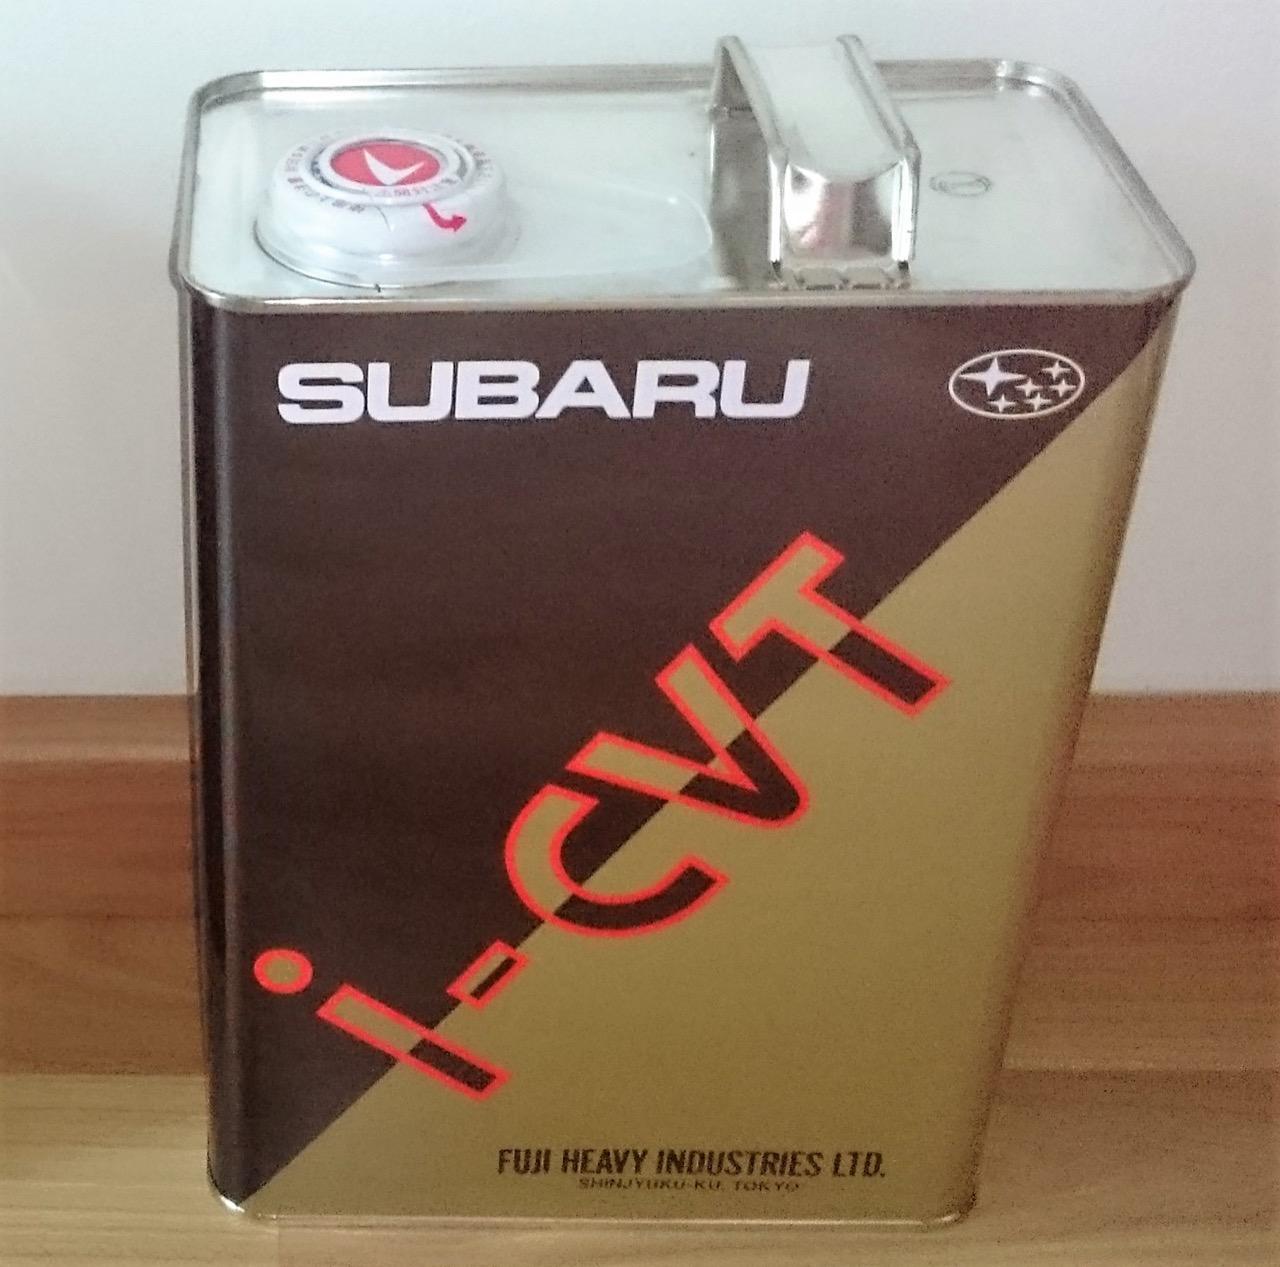 SUBARU
i-CVT
FUJI HEAVY INDUSTRIES LTD.
SHINJYUKU-KU, TOKYO